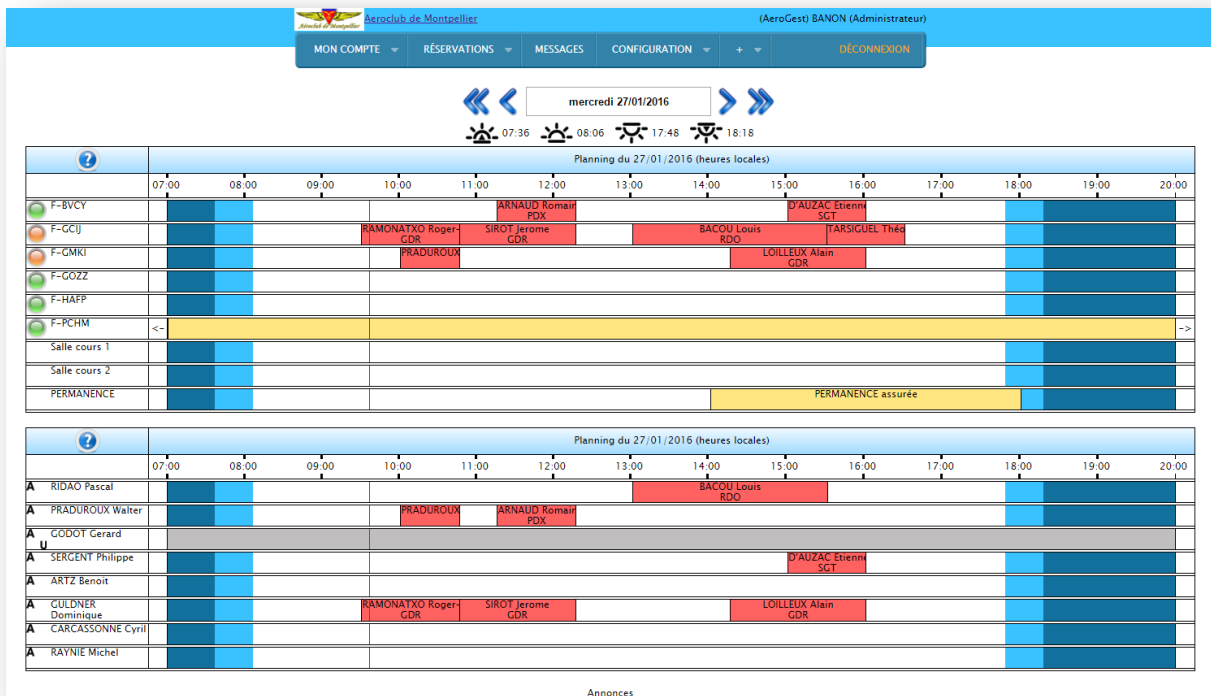 Aéroclub de Montpellier
Aeroclub de Montpellier
(AeroGest) BANON (Administrateur)
MON COMPTE RÉSERVATIONS MESSAGES CONFIGURATION + DÉCONNEXION
mercredi 27/01/2016
07:36 08:06 17:48 18:18
? Planning du 27/01/2016 (heures locales)
07:00 08:00 09:00 10:00 11:00 12:00 13:00 14:00 15:00 16:00 17:00 18:00 19:00 20:00
F-BVCY ARNAUD Romain D'AUZAC Etienne
PDX SGT
F-GCIJ RAMONATXO Roger- SIROT Jerome BACOU Louis TARSIGUEL Théo
GDR GDR RDO
F-GMKI PRADUROUX LOILLEUX Alain
GDR
F-GOZZ
F-HAFP
F-PCHM
<- ->
Salle cours 1
Salle cours 2
PERMANENCE PERMANENCE assurée
? Planning du 27/01/2016 (heures locales)
07:00 08:00 09:00 10:00 11:00 12:00 13:00 14:00 15:00 16:00 17:00 18:00 19:00 20:00
A RIDAO Pascal BACOU Louis
RDO
A PRADUROUX Walter PRADUROUX ARNAUD Romain
PDX
A GODOT Gerard
U
A SERGENT Philippe D'AUZAC Etienne
SGT
A ARTZ Benoit
A GULDNER RAMONATXO Roger- SIROT Jerome LOILLEUX Alain
Dominique GDR GDR GDR
A CARCASSONNE Cyril
A RAYNIE Michel
Annonces